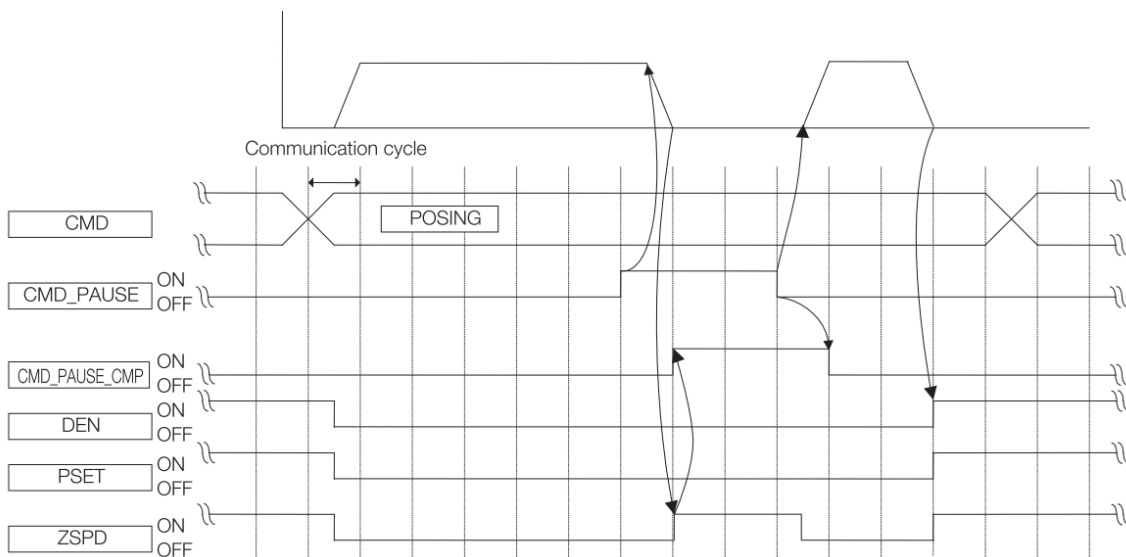 Communication cycle
CMD
POSING
CMD_PAUSE
ON
OFF
CMD_PAUSE_CMP
ON
OFF
DEN
ON
OFF
PSET
ON
OFF
ZSPD
ON
OFF